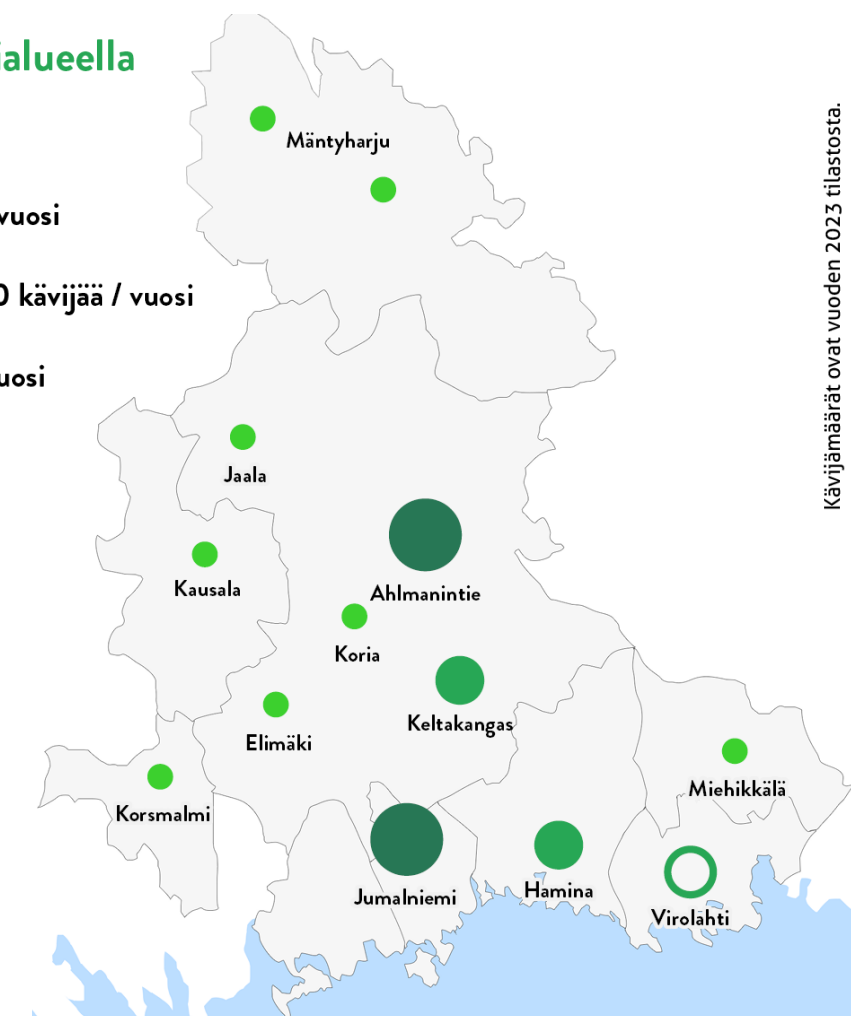 ialueella
vuosi
0 kävijää / vuosi
uosi
Kävijämäärät ovat vuoden 2023 tilastosta.
Mäntyharju
Jaala
Kausala
Ahlmanintie
Koria
Keltakangas
Elimäki
Miehikkälä
Korsmalmi
Jumalniemi
Hamina
Virolahti